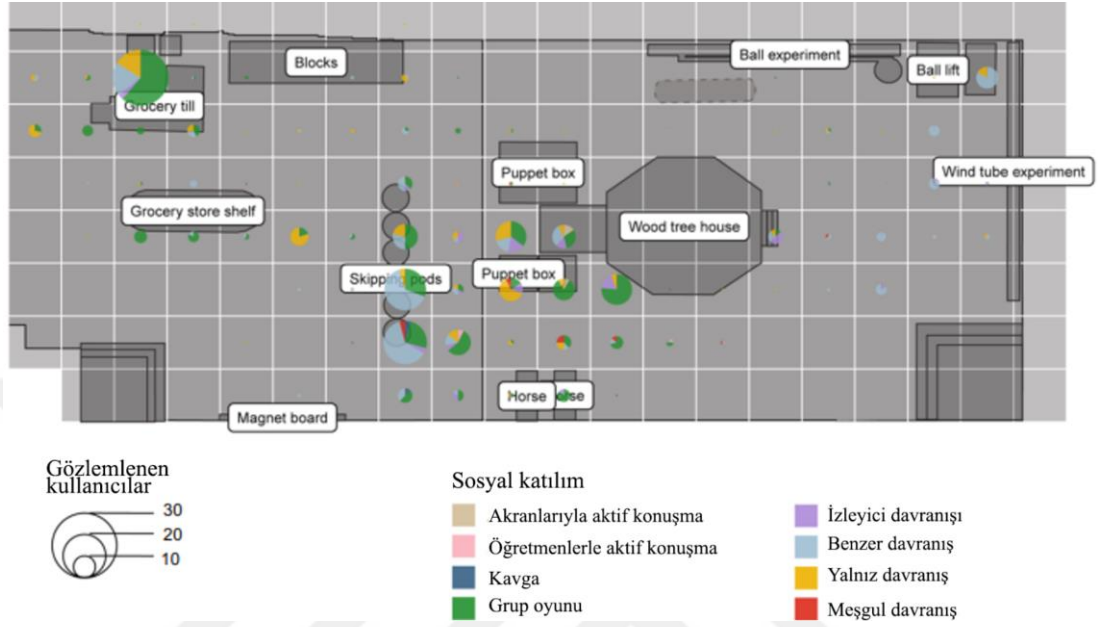 Ball experiment
Blocks
Ball lift
Grocery till
Puppet box
Wind tube experiment
Grocery store shelf
Wood tree house
Skipping pods
Puppet box
Horse
Horse
Magnet board
Gözlemlenen
kullanıcılar
30
20
10
Sosyal katılım
Akranlarıyla aktif konuşma
Öğretmenlerle aktif konuşma
Kavga
Grup oyunu
İzleyici davranışı
Benzer davranış
Yalnız davranış
Meşgul davranış